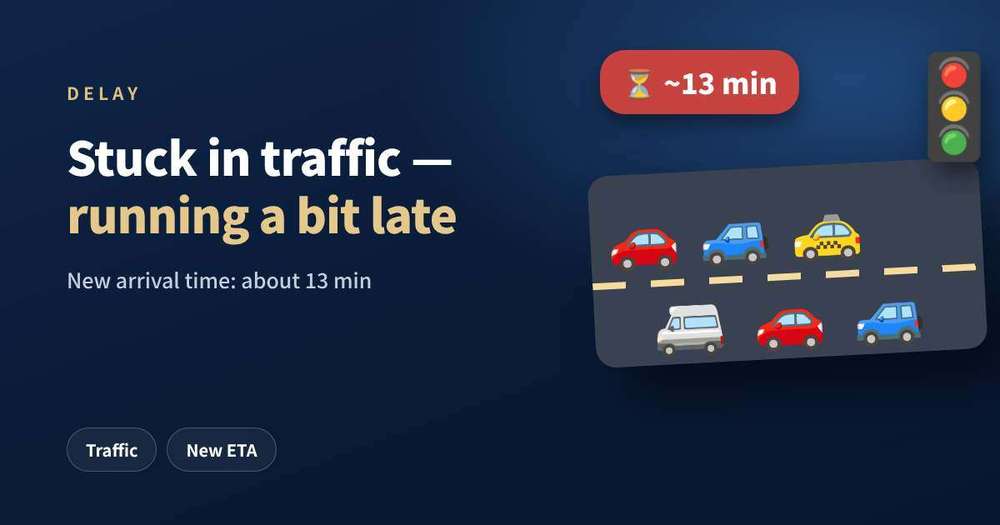 DELAY
Stuck in traffic —
running a bit late
New arrival time: about 13 min
Traffic
New ETA
⏳ ~13 min